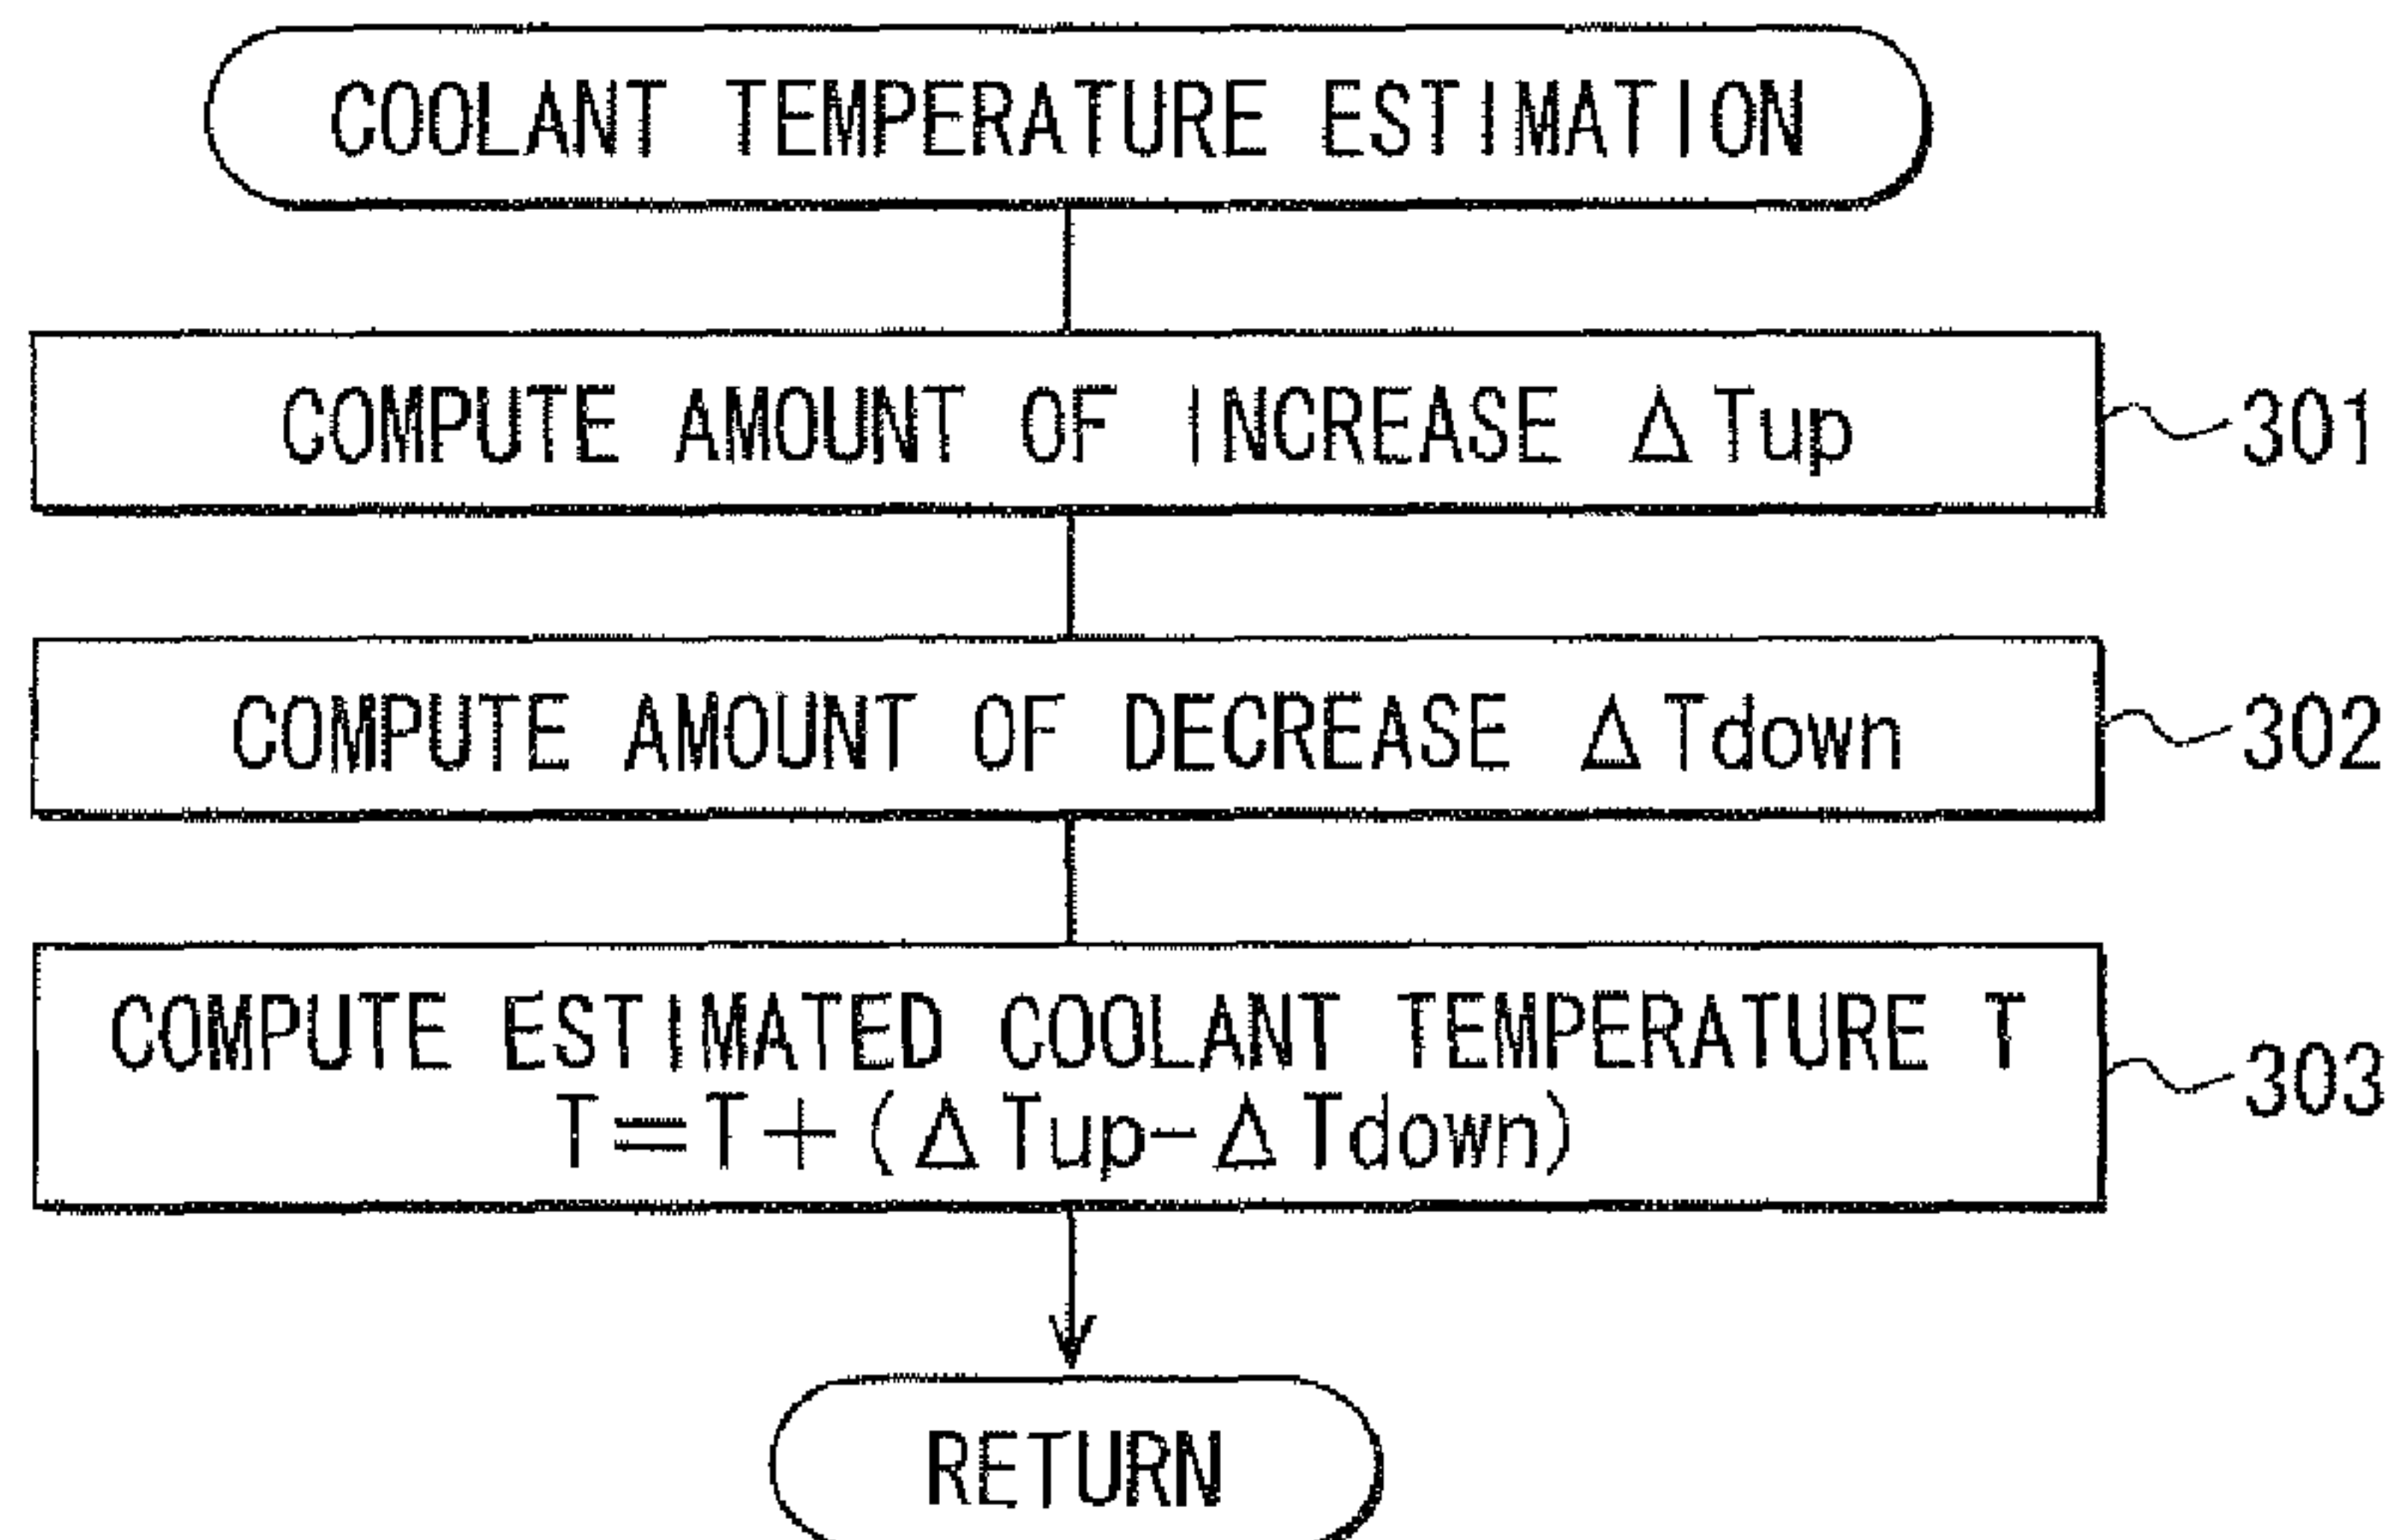 COOLANT TEMPERATURE ESTIMATION
COMPUTE AMOUNT OF INCREASE ΔTup
301
COMPUTE AMOUNT OF DECREASE ΔTdown
302
COMPUTE ESTIMATED COOLANT TEMPERATURE T
T=T+(ΔTup-ΔTdown)
303
RETURN